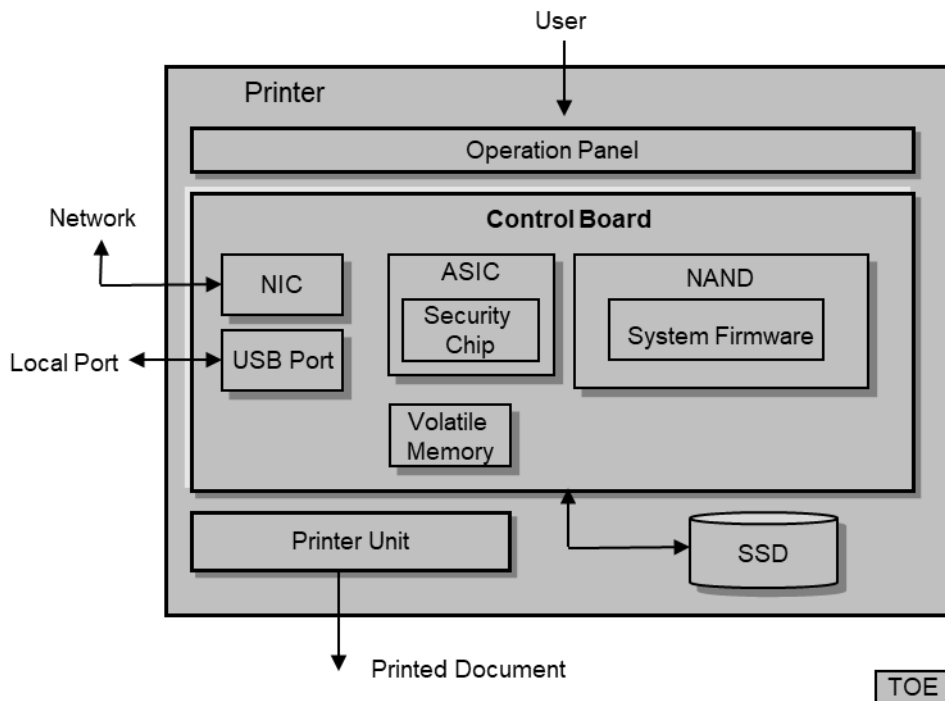 User
Printer
Operation Panel
Control Board
Network
NIC
ASIC
Security
Chip
NAND
System Firmware
Local Port
USB Port
Volatile
Memory
Printer Unit
SSD
Printed Document
TOE